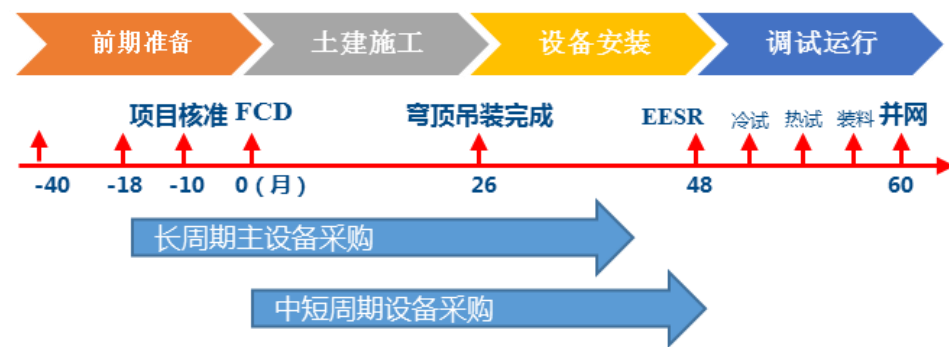 前期准备 土建施工 设备安装 调试运行
项目核准 FCD 穹顶吊装完成 EESR 冷试 热试 装料 并网
-40 -18 -10 0（月） 26 48 60
长周期主设备采购
中短周期设备采购